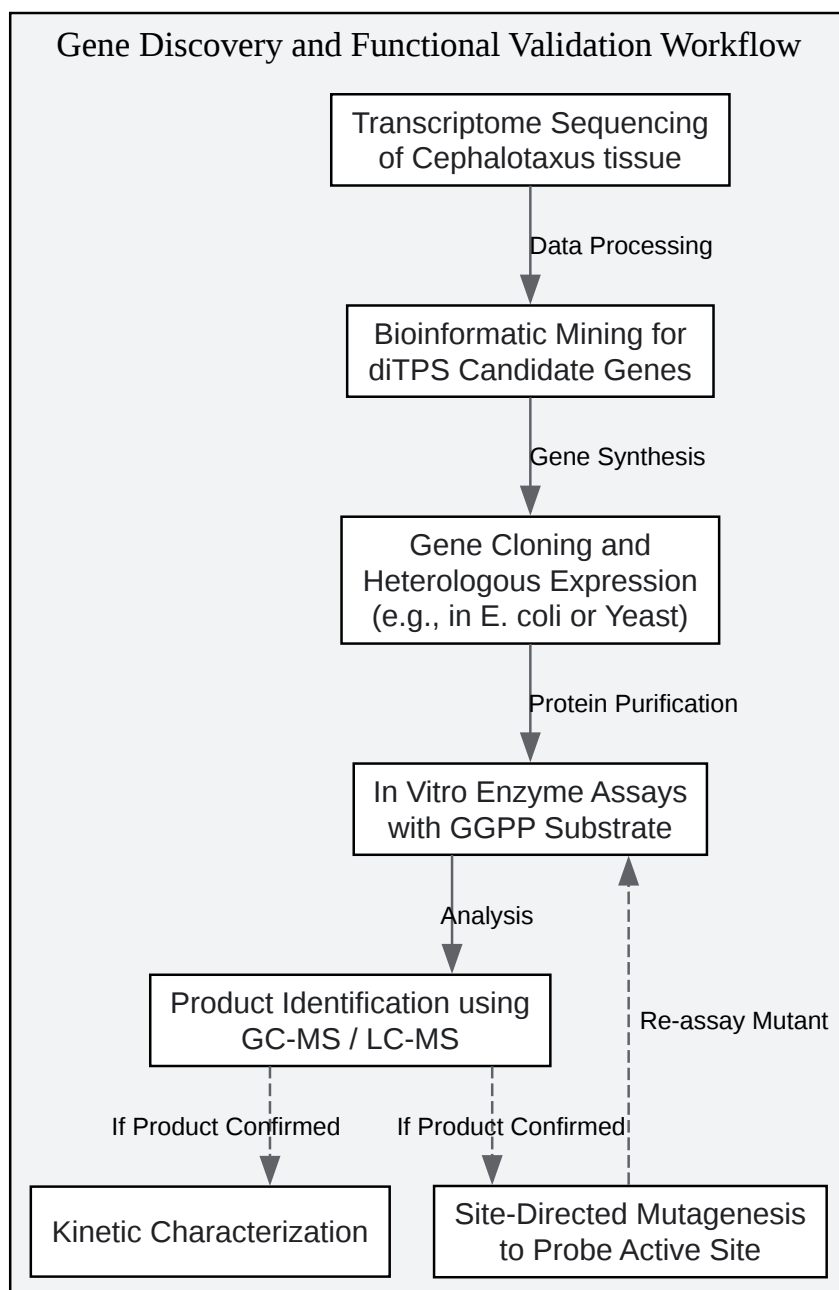 Gene Discovery and Functional Validation Workflow
Transcriptome Sequencing
of Cephalotaxus tissue
Data Processing
Bioinformatic Mining for
diTPS Candidate Genes
Gene Synthesis
Gene Cloning and
Heterologous Expression
(e.g., in E. coli or Yeast)
Protein Purification
In Vitro Enzyme Assays
with GGPP Substrate
Analysis
Product Identification using
GC-MS / LC-MS
Re-assay Mutant
If Product Confirmed
If Product Confirmed
Kinetic Characterization
Site-Directed Mutagenesis
to Probe Active Site